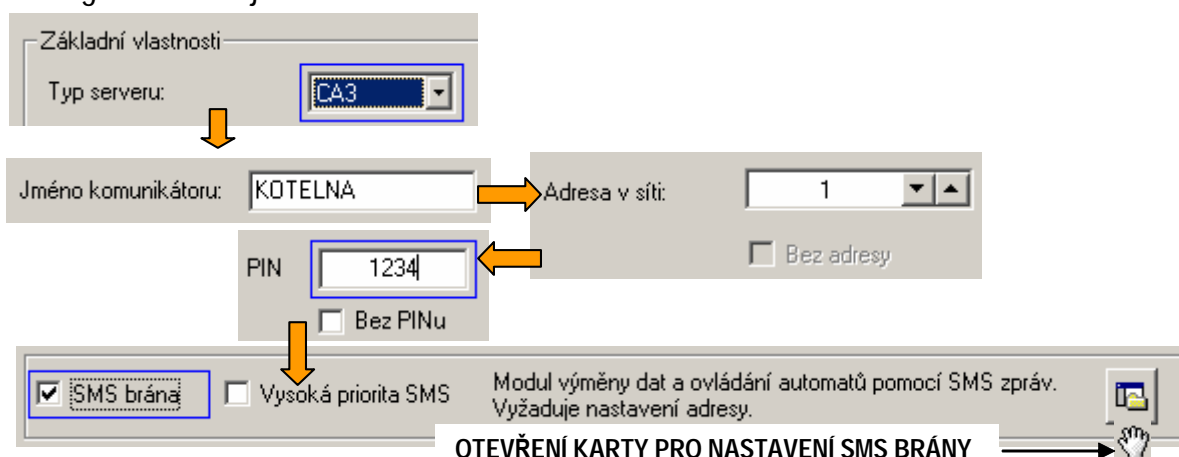 Základní vlastnosti
Typ serveru: CA3
Jméno komunikátoru: KOTELNA
Adresa v síti: 1
Bez adresy
PIN 1234
Bez PINu
SMS brána Vysoká priorita SMS Modul výměny dat a ovládání automatů pomocí SMS zpráv.
Vyžaduje nastavení adresy.
OTEVŘENÍ KARTY PRO NASTAVENÍ SMS BRÁNY